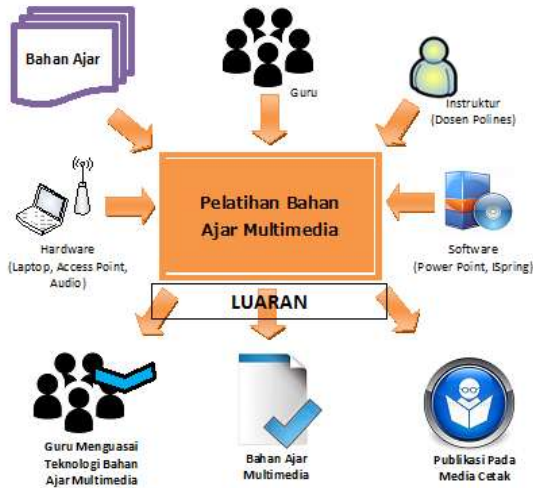 Bahan Ajar
Guru
Instruktur
(Dosen Polines)
Pelatihan Bahan
Ajar Multimedia
Hardware
(Laptop, Access Point,
Audio)
Software
(Power Point, ISpring)
LUARAN
Guru Menguasai
Teknologi Bahan
Ajar Multimedia
Bahan Ajar
Multimedia
Publikasi Pada
Media Cetak